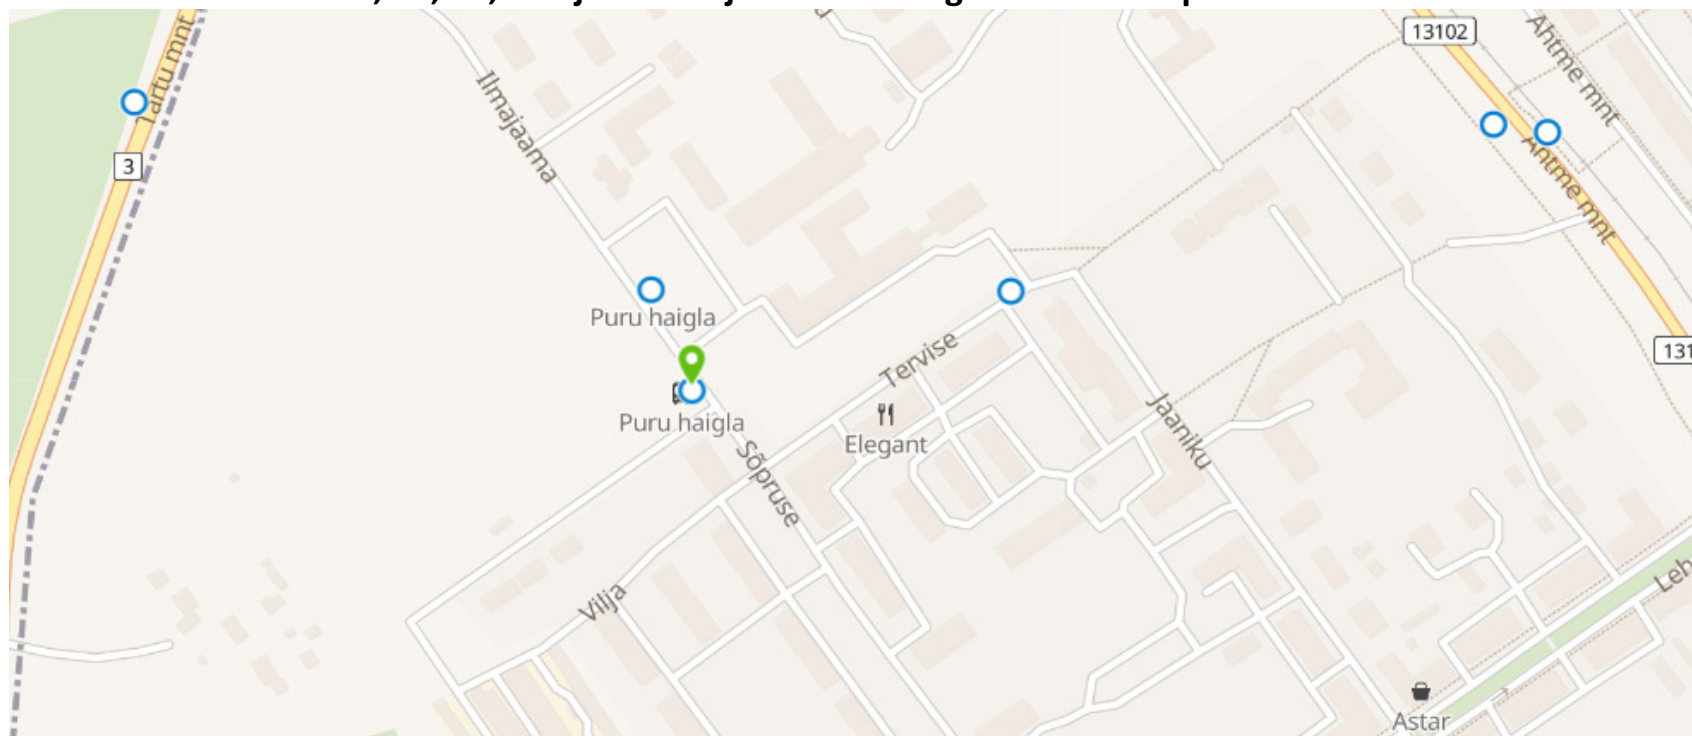 13102
Tartu mnt
Ahtme mnt
Ilmajaama
3
Ahtme mnt
Puru haigla
Tervise
131
Puru haigla
Elegant
Jaaniku
Sõpruse
Vilja
Leh
Astar